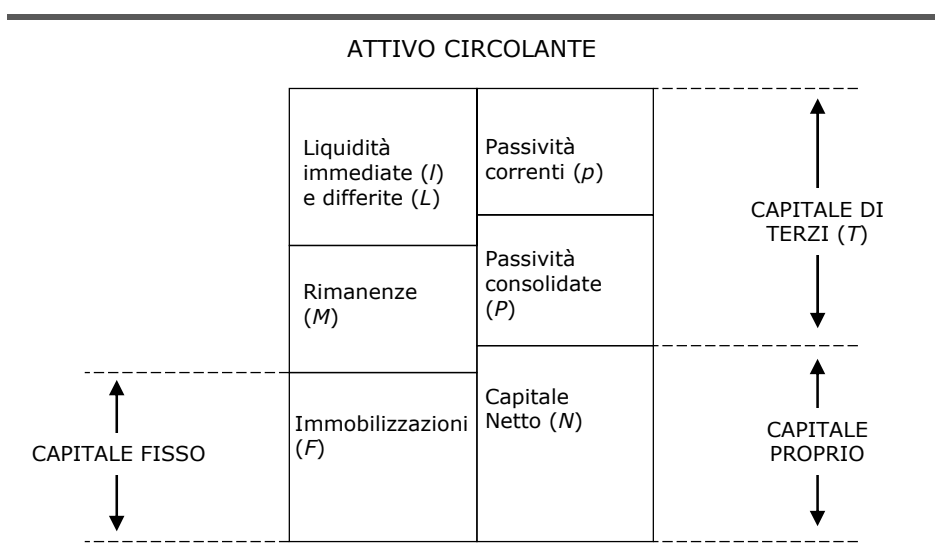 ATTIVO CIRCOLANTE
Liquidità
immediate (l)
e differite (L)
Passività
correnti (p)
CAPITALE DI
TERZI (T)
Passività
consolidate
(P)
Rimanenze
(M)
Capitale
Netto (N)
Immobilizzazioni
(F)
CAPITALE FISSO
CAPITALE
PROPRIO